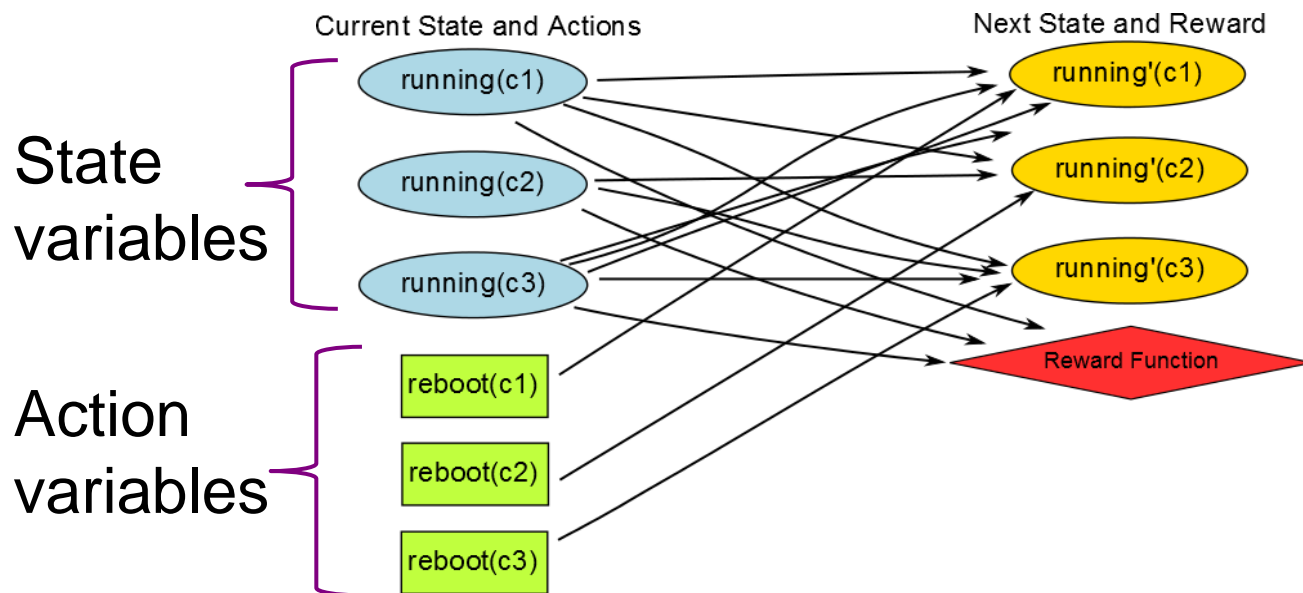 Current State and Actions
Next State and Reward
State
variables
running(c1)
running(c2)
running(c3)
running'(c1)
running'(c2)
running'(c3)
Reward Function
Action
variables
reboot(c1)
reboot(c2)
reboot(c3)